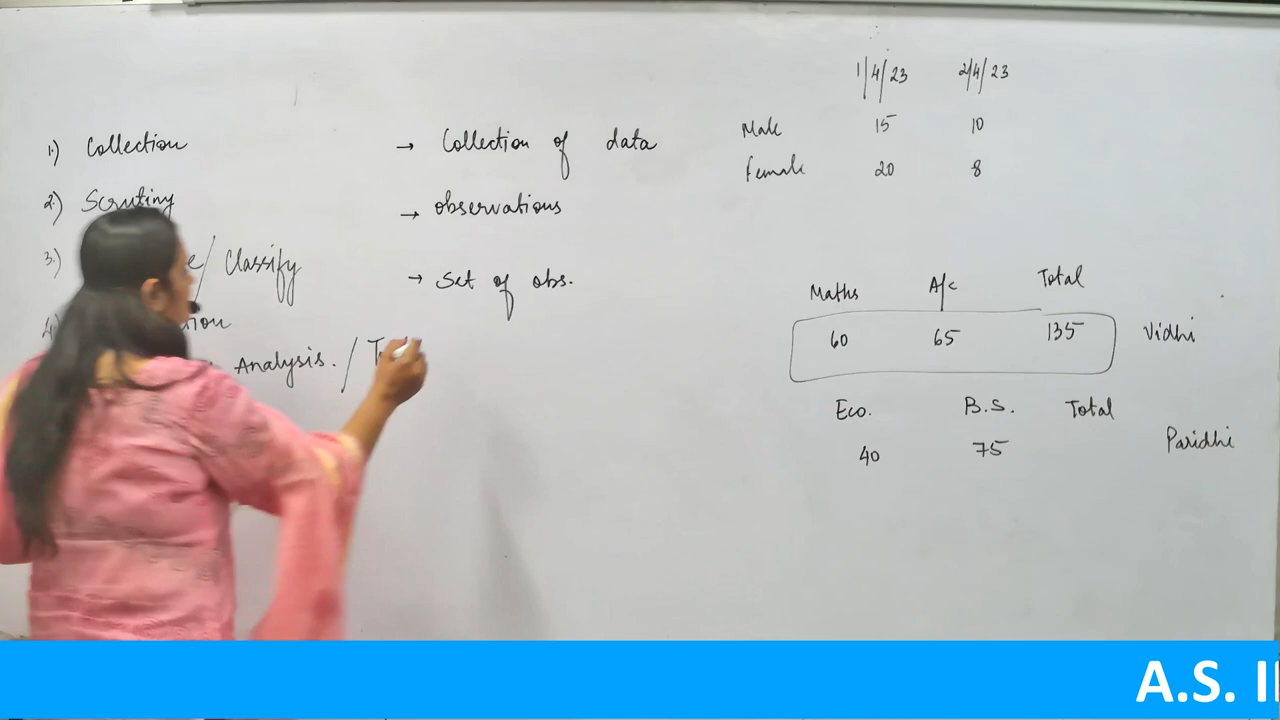 1/4/23 2/4/23
Male 15 10
Female 20 8
1.) Collection → Collection of data
2.) Scrutiny → observations
3.) / Classify → Set of obs.
4.)
Analysis. /
Maths A/c Total
60 65 135 Vidhi
Eco. B.S. Total
40 75 Paridhi
A.S.